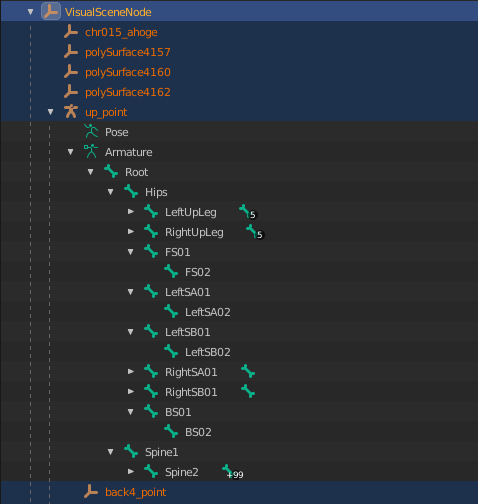 VisualSceneNode
chr015_ahoge
polySurface4157
polySurface4160
polySurface4162
up_point
Pose
Armature
Root
Hips
LeftUpLeg 5
RightUpLeg 5
FS01
FS02
LeftSA01
LeftSA02
LeftSB01
LeftSB02
RightSA01
RightSB01
BS01
BS02
Spine1
Spine2 +99
back4_point